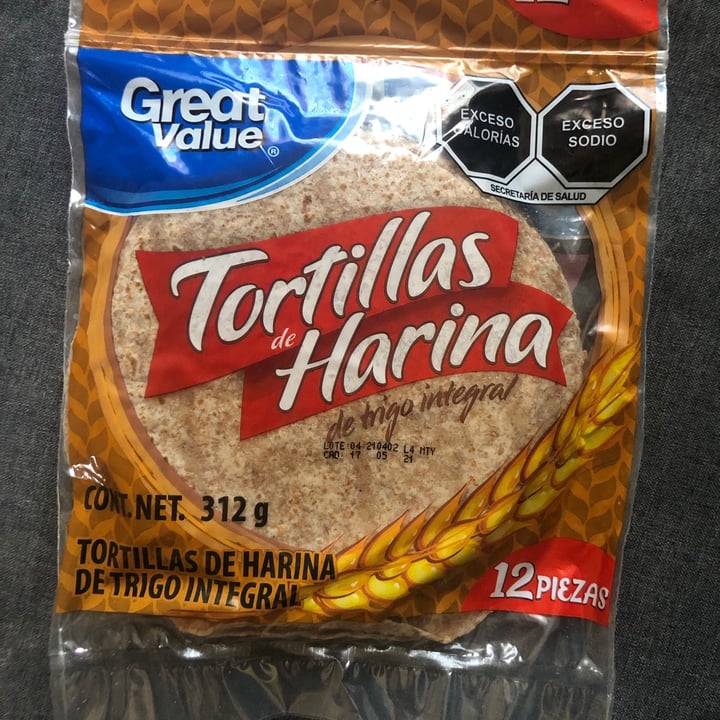 12
Great
Value®
EXCESO
CALORÍAS
EXCESO
SODIO
SECRETARÍA DE SALUD
Tortillas
de
Harina
de trigo integral
LOTE:04 210402 L4 MTY
CAD: 17 05 21
CONT. NET. 312 g
TORTILLAS DE HARINA
DE TRIGO INTEGRAL
12 PIEZAS